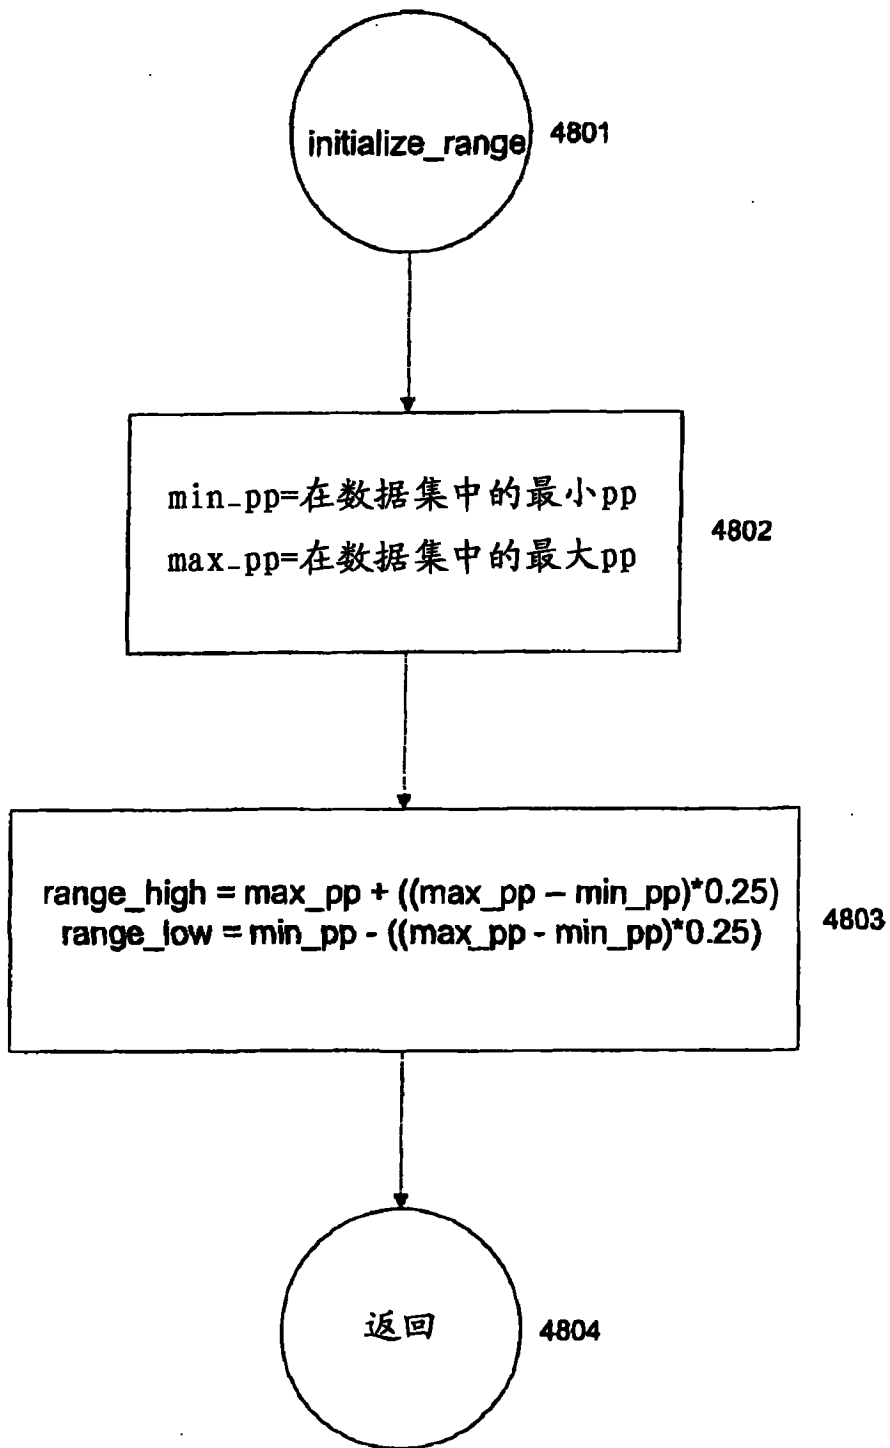 initialize_range
4801
min_pp=在数据集中的最小pp
max_pp=在数据集中的最大pp
4802
range_high = max_pp + ((max_pp – min_pp)*0.25)
range_low = min_pp - ((max_pp - min_pp)*0.25)
4803
返回
4804